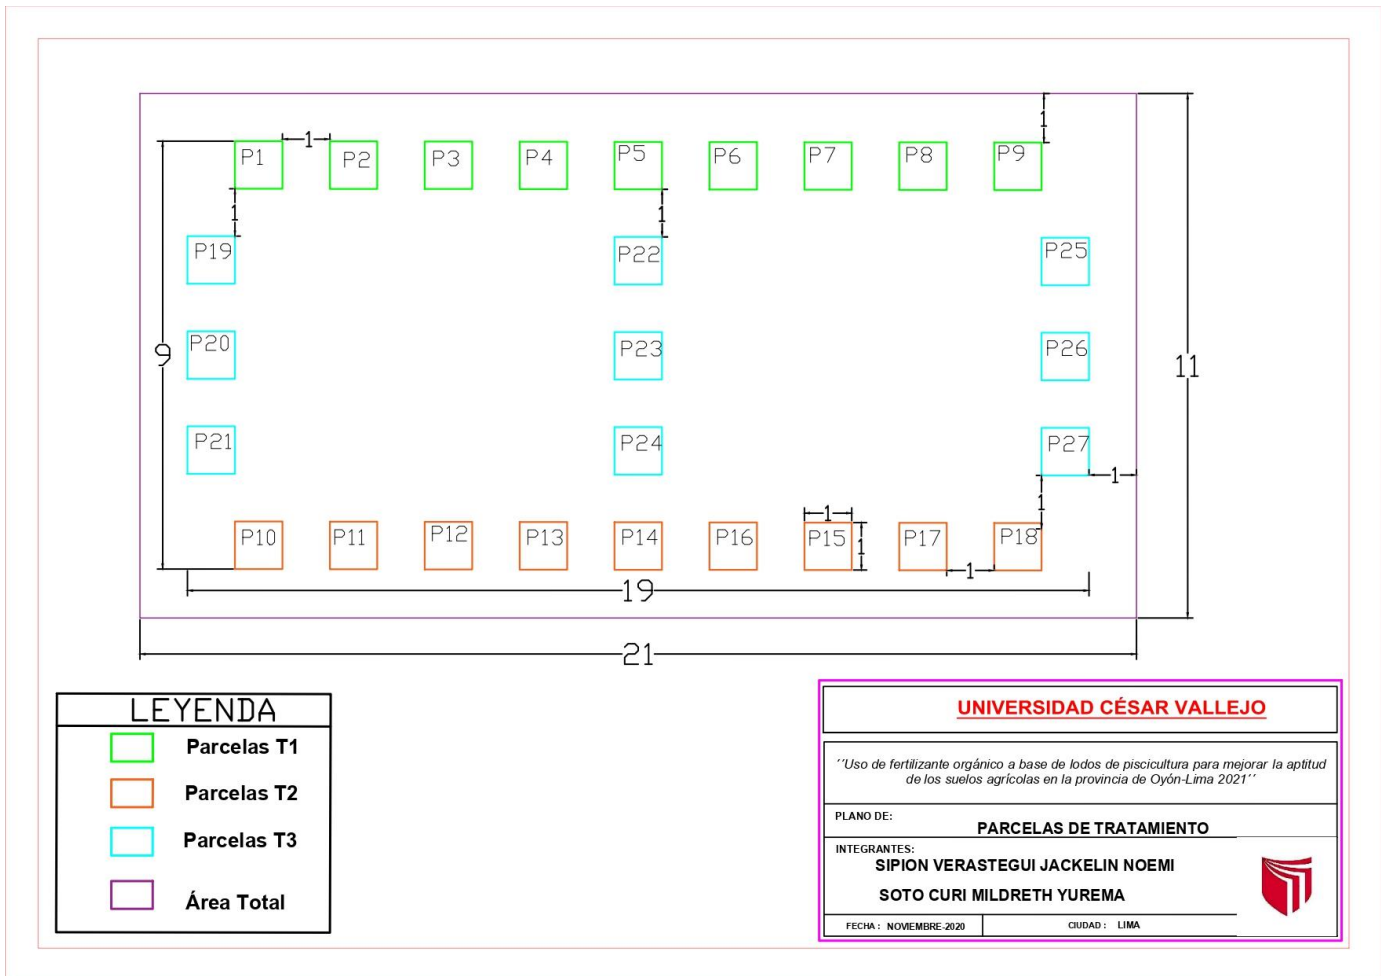 1
1
P1
P2
P3
P4
P5
P6
P7
P8
P9
1
1
P19
P22
P25
9
P20
P23
P26
11
P21
P24
P27
1
1
1
P10
P11
P12
P13
P14
P16
P15
1
P17
P18
1
19
21
LEYENDA
Parcelas T1
Parcelas T2
Parcelas T3
Área Total
UNIVERSIDAD CÉSAR VALLEJO
´´Uso de fertilizante orgánico a base de lodos de piscicultura para mejorar la aptitud
de los suelos agrícolas en la provincia de Oyón-Lima 2021´´
PLANO DE:
PARCELAS DE TRATAMIENTO
INTEGRANTES:
SIPION VERASTEGUI JACKELIN NOEMI
SOTO CURI MILDRETH YUREMA
FECHA : NOVIEMBRE-2020
CIUDAD : LIMA